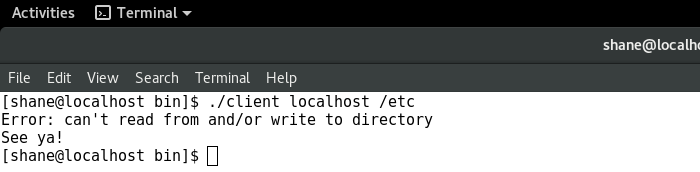 Activities Terminal
shane@localh
File Edit View Search Terminal Help
[shane@localhost bin]$ ./client localhost /etc
Error: can't read from and/or write to directory
See ya!
[shane@localhost bin]$